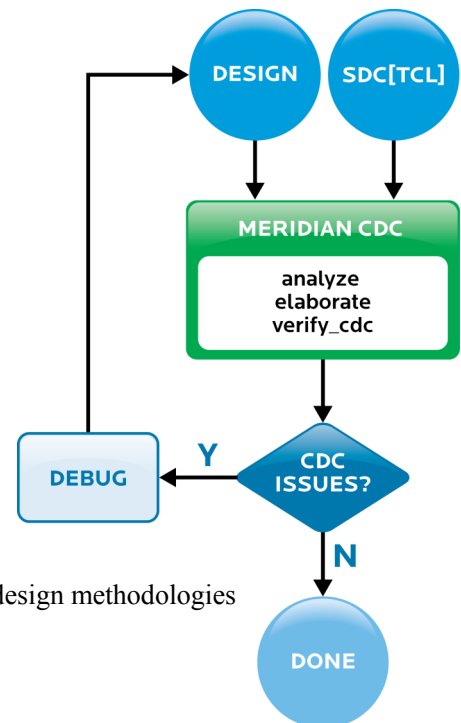 DESIGN
SDC[TCL]
MERIDIAN CDC
analyze
elaborate
verify_cdc
Y
CDC
ISSUES?
DEBUG
N
design methodologies
DONE